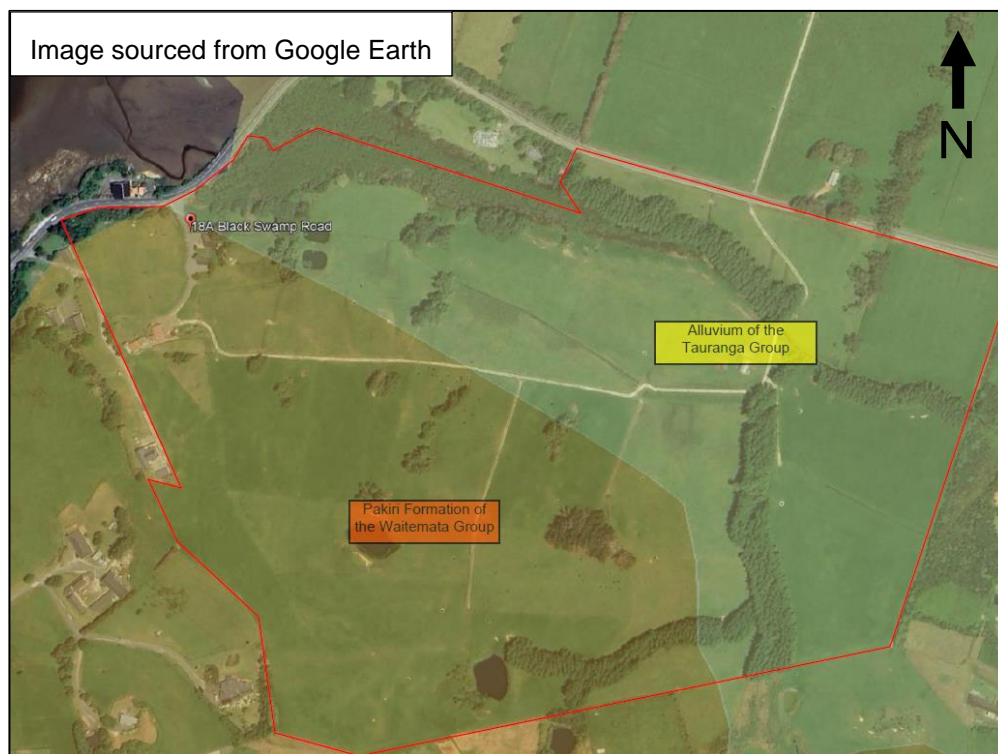 Image sourced from Google Earth
N
18A Black Swamp Road
Alluvium of the
Tauranga Group
Pakiri Formation of
the Waitemata Group